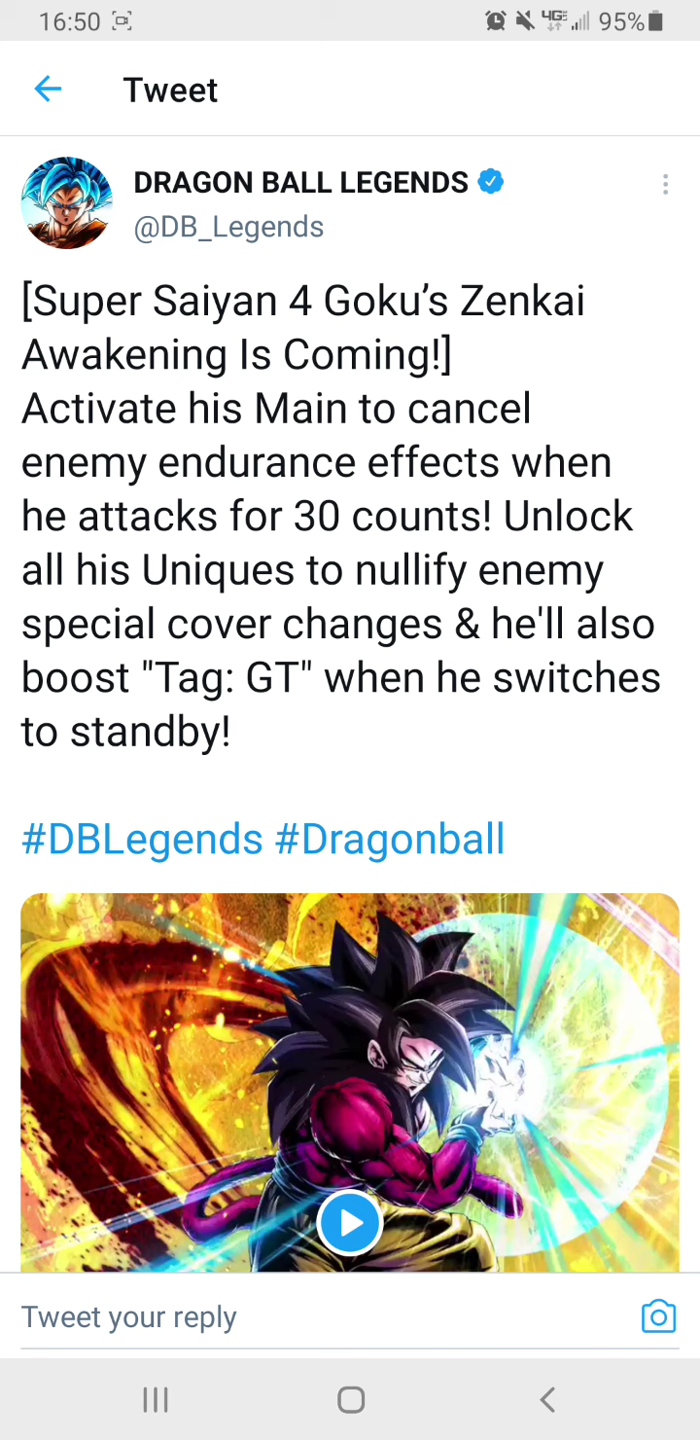 16:50 4GE 95%
Tweet
DRAGON BALL LEGENDS
@DB_Legends
[Super Saiyan 4 Goku’s Zenkai
Awakening Is Coming!]
Activate his Main to cancel
enemy endurance effects when
he attacks for 30 counts! Unlock
all his Uniques to nullify enemy
special cover changes & he'll also
boost "Tag: GT" when he switches
to standby!
#DBLegends #Dragonball
Tweet your reply